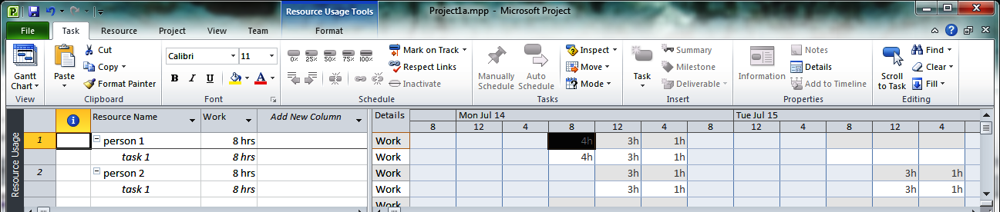 Resource Usage Tools
Project1a.mpp - Microsoft Project
File Task Resource Project View Team Format
Gantt Chart
View
Paste
Cut
Copy
Format Painter
Clipboard
Calibri 11
B I U A
Font
0% 25% 50% 75% 100%
Mark on Track
Respect Links
Inactivate
Schedule
Manually Schedule
Auto Schedule
Inspect
Move
Mode
Tasks
Task
Summary
Milestone
Deliverable
Insert
Information
Notes
Details
Add to Timeline
Properties
Scroll to Task
Find
Clear
Fill
Editing
Resource Usage
Resource Name Work Add New Column Details Mon Jul 14 Tue Jul 15
8 12 4 8 12 4 8 12 4 8 12 4
1 person 1 8 hrs Work 4h 3h 1h
task 1 8 hrs Work 4h 3h 1h
2 person 2 8 hrs Work 3h 1h 3h 1h
task 1 8 hrs Work 3h 1h 3h 1h
Work